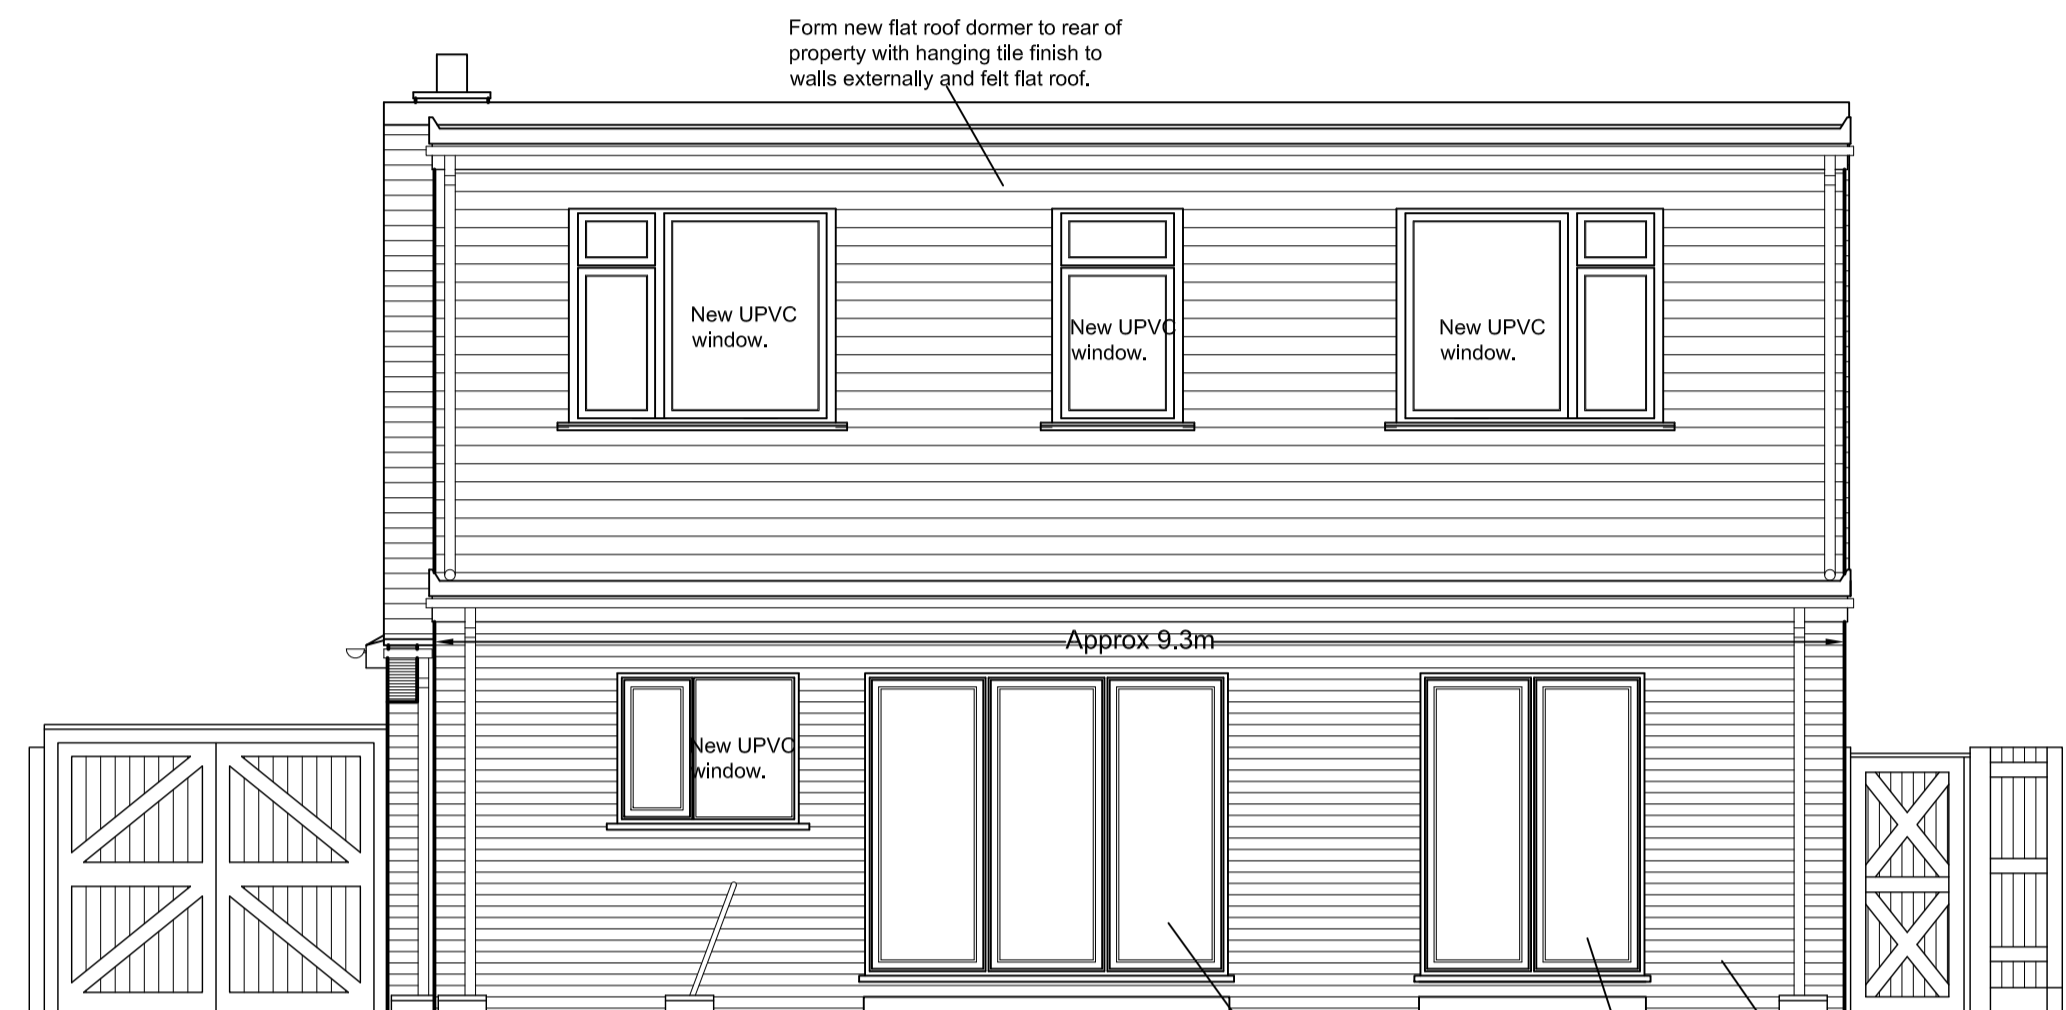 Form new flat roof dormer to rear of
property with hanging tile finish to
walls externally and felt flat roof.
New UPVC
window.
New UPVC
window.
New UPVC
window.
Approx 9.3m
New UPVC
window.